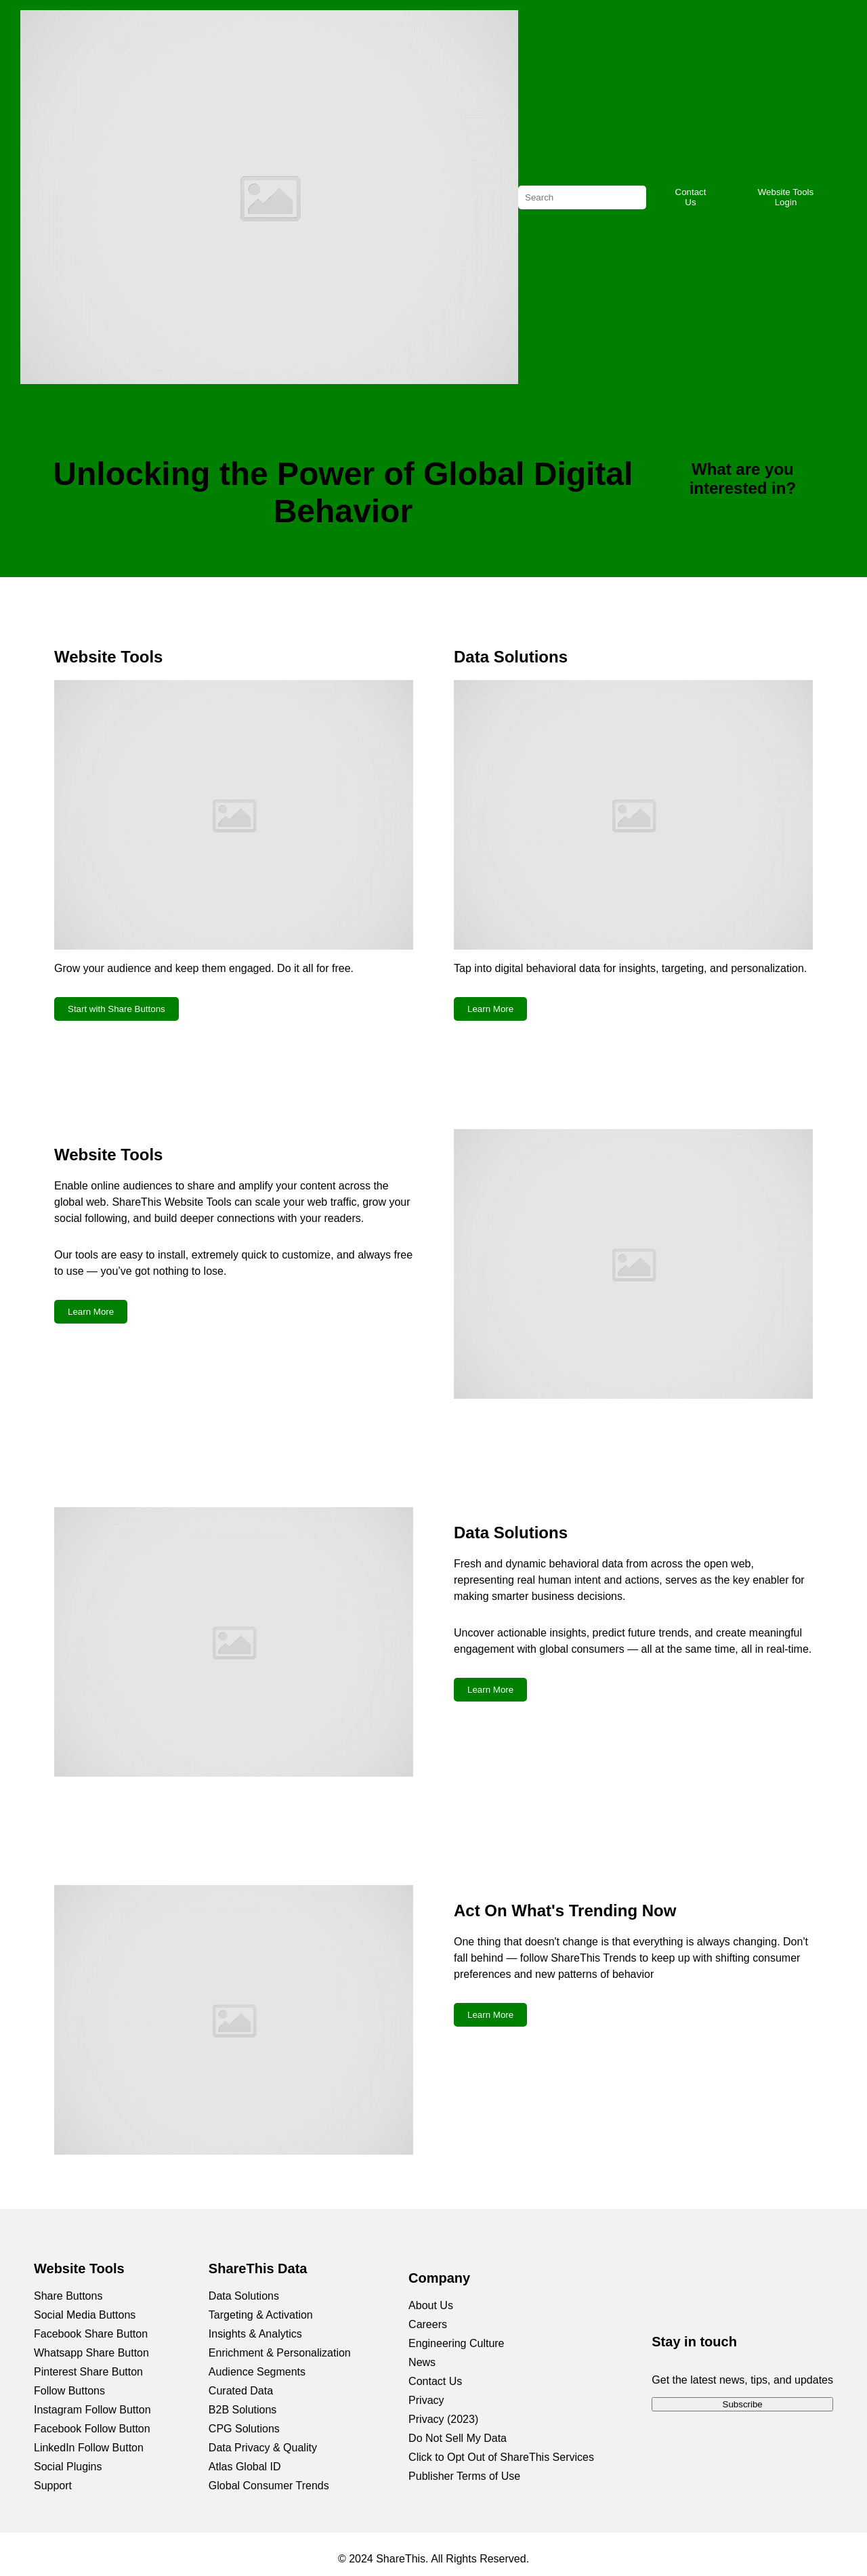 Search
Contact
Us
Website Tools
Login
Unlocking the Power of Global Digital
Behavior
What are you
interested in?
Website Tools
Grow your audience and keep them engaged. Do it all for free.
Start with Share Buttons
Data Solutions
Tap into digital behavioral data for insights, targeting, and personalization.
Learn More
Website Tools
Enable online audiences to share and amplify your content across the
global web. ShareThis Website Tools can scale your web traffic, grow your
social following, and build deeper connections with your readers.
Our tools are easy to install, extremely quick to customize, and always free
to use — you’ve got nothing to lose.
Learn More
Data Solutions
Fresh and dynamic behavioral data from across the open web,
representing real human intent and actions, serves as the key enabler for
making smarter business decisions.
Uncover actionable insights, predict future trends, and create meaningful
engagement with global consumers — all at the same time, all in real-time.
Learn More
Act On What's Trending Now
One thing that doesn't change is that everything is always changing. Don't
fall behind — follow ShareThis Trends to keep up with shifting consumer
preferences and new patterns of behavior
Learn More
Website Tools
Share Buttons
Social Media Buttons
Facebook Share Button
Whatsapp Share Button
Pinterest Share Button
Follow Buttons
Instagram Follow Button
Facebook Follow Button
LinkedIn Follow Button
Social Plugins
Support
ShareThis Data
Data Solutions
Targeting & Activation
Insights & Analytics
Enrichment & Personalization
Audience Segments
Curated Data
B2B Solutions
CPG Solutions
Data Privacy & Quality
Atlas Global ID
Global Consumer Trends
Company
About Us
Careers
Engineering Culture
News
Contact Us
Privacy
Privacy (2023)
Do Not Sell My Data
Click to Opt Out of ShareThis Services
Publisher Terms of Use
Stay in touch
Get the latest news, tips, and updates
Subscribe
© 2024 ShareThis. All Rights Reserved.